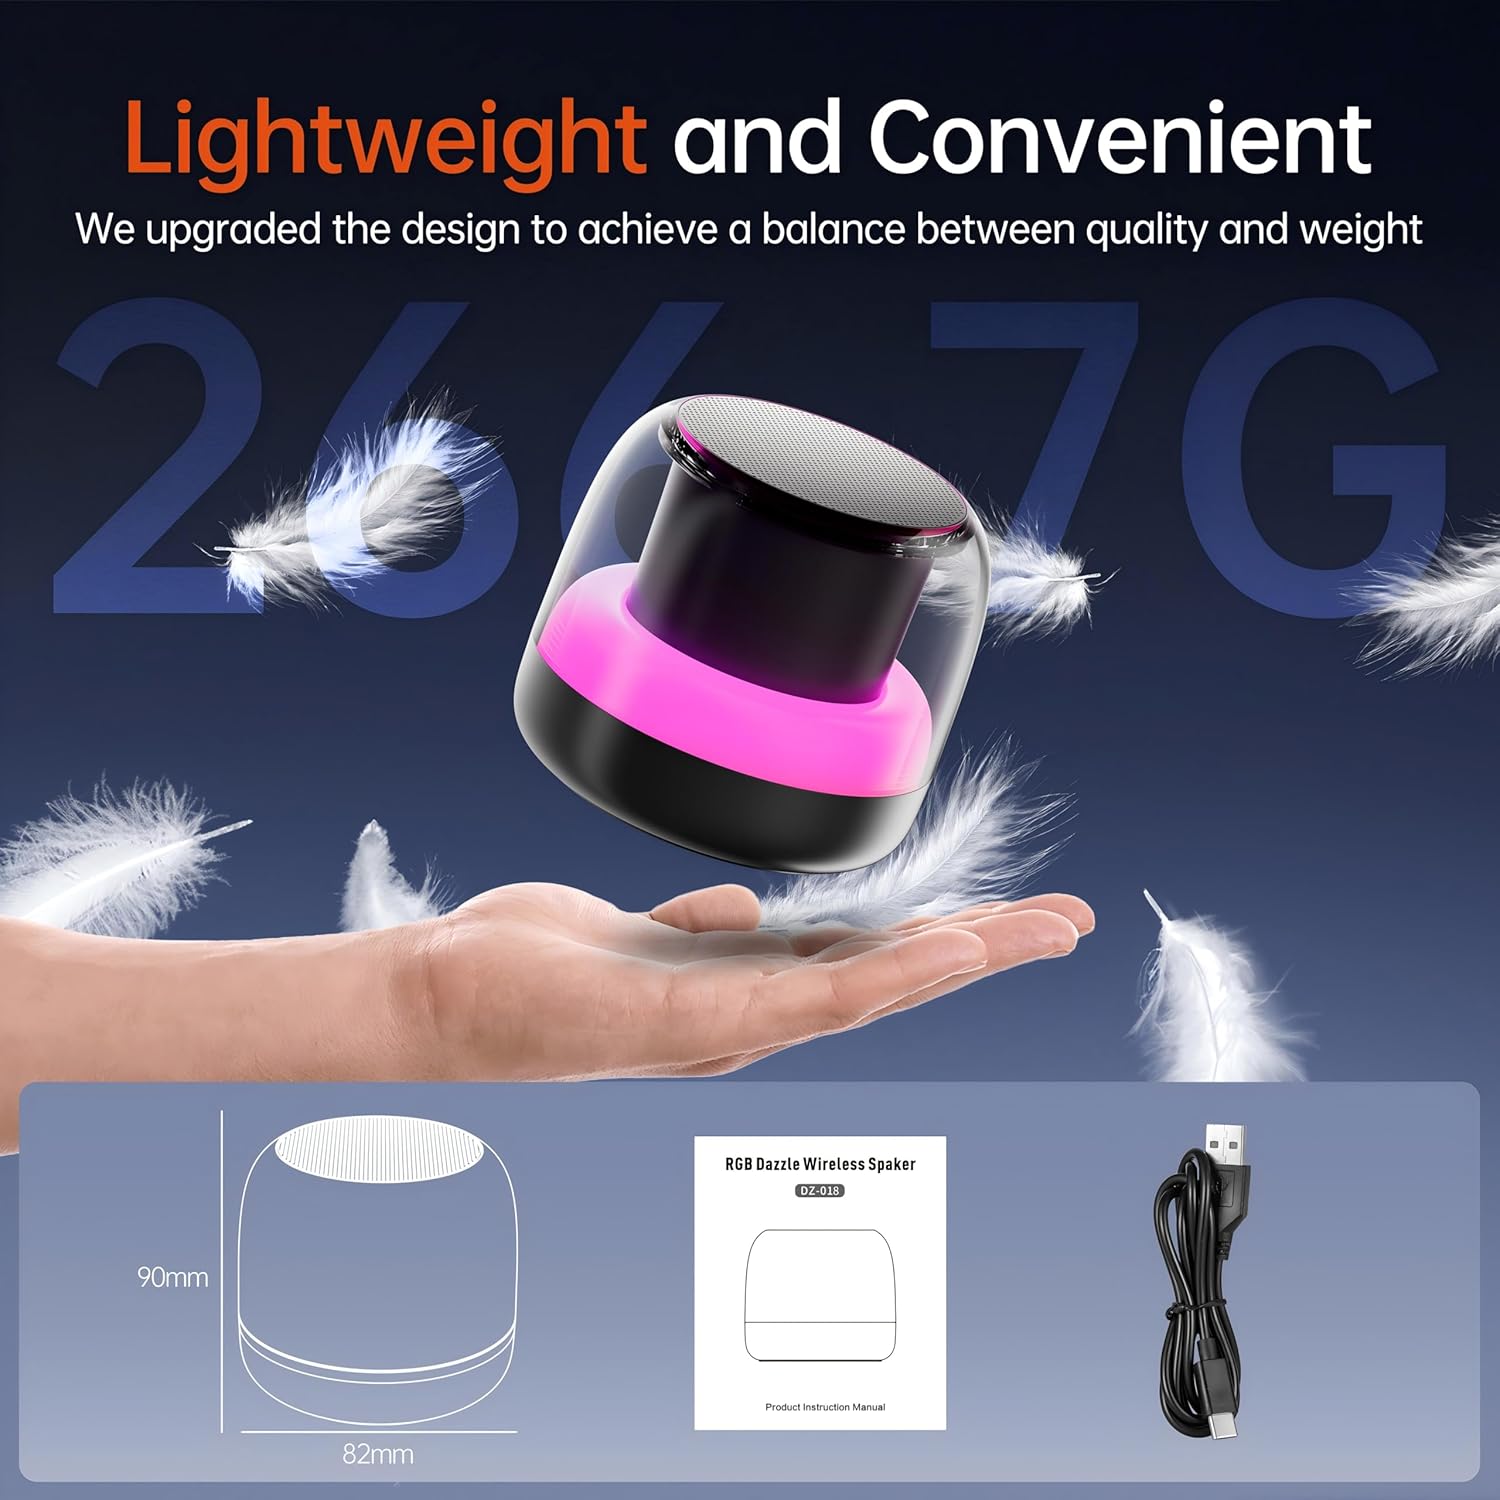 Lightweight and Convenient
We upgraded the design to achieve a balance between quality and weight
266.7G
90mm
82mm
RGB Dazzle Wireless Spaker
DZ-018
Product Instruction Manual